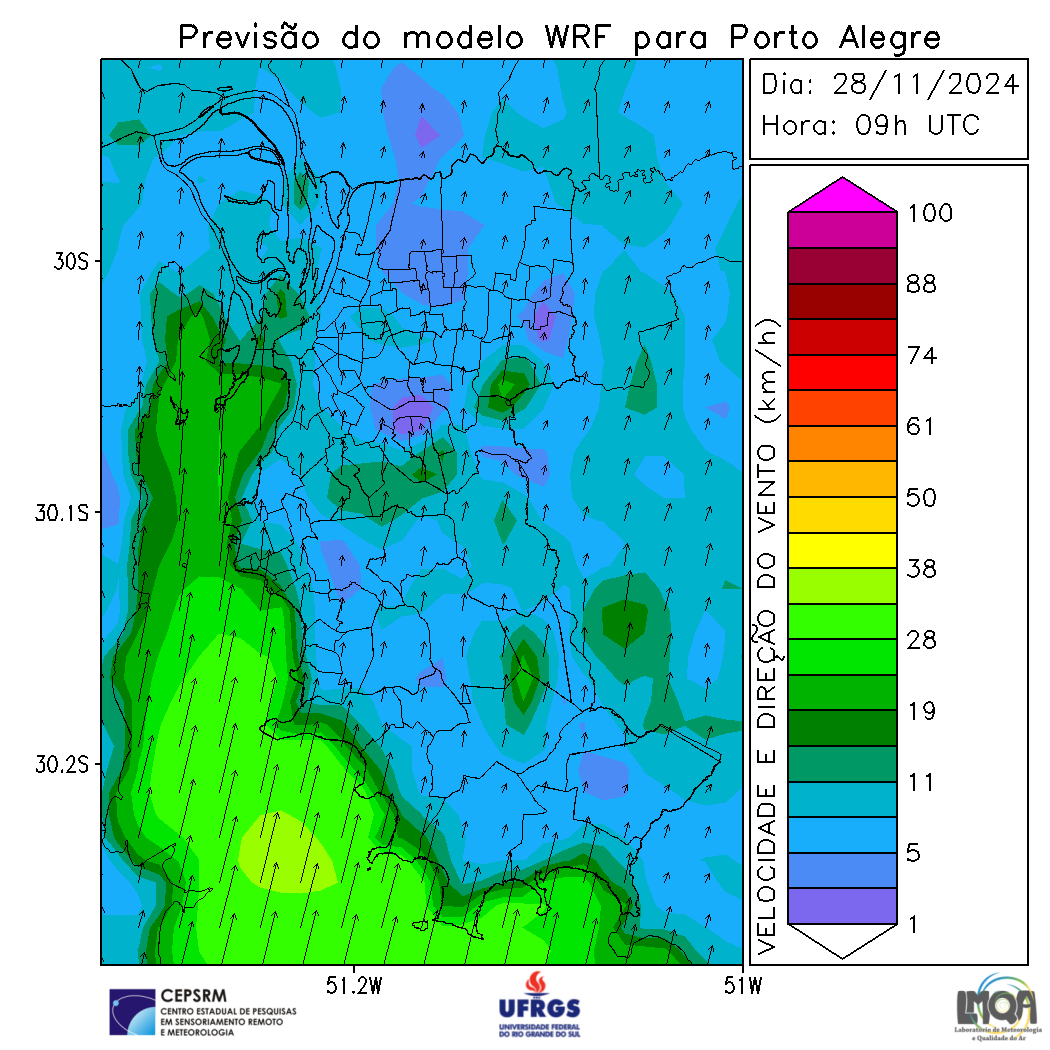 Previsão do modelo WRF para Porto Alegre
Dia: 28/11/2024
Hora: 09h UTC
30S
30.1S
30.2S
51.2W
51W
VELOCIDADE E DIREÇÃO DO VENTO (km/h)
100
88
74
61
50
38
28
19
11
5
1
CEPSRM
CENTRO ESTADUAL DE PESQUISAS
EM SENSORIAMENTO REMOTO
E METEOROLOGIA
UFRGS
UNIVERSIDADE FEDERAL
DO RIO GRANDE DO SUL
LMQA
Laboratório de Meteorologia
e Qualidade do Ar